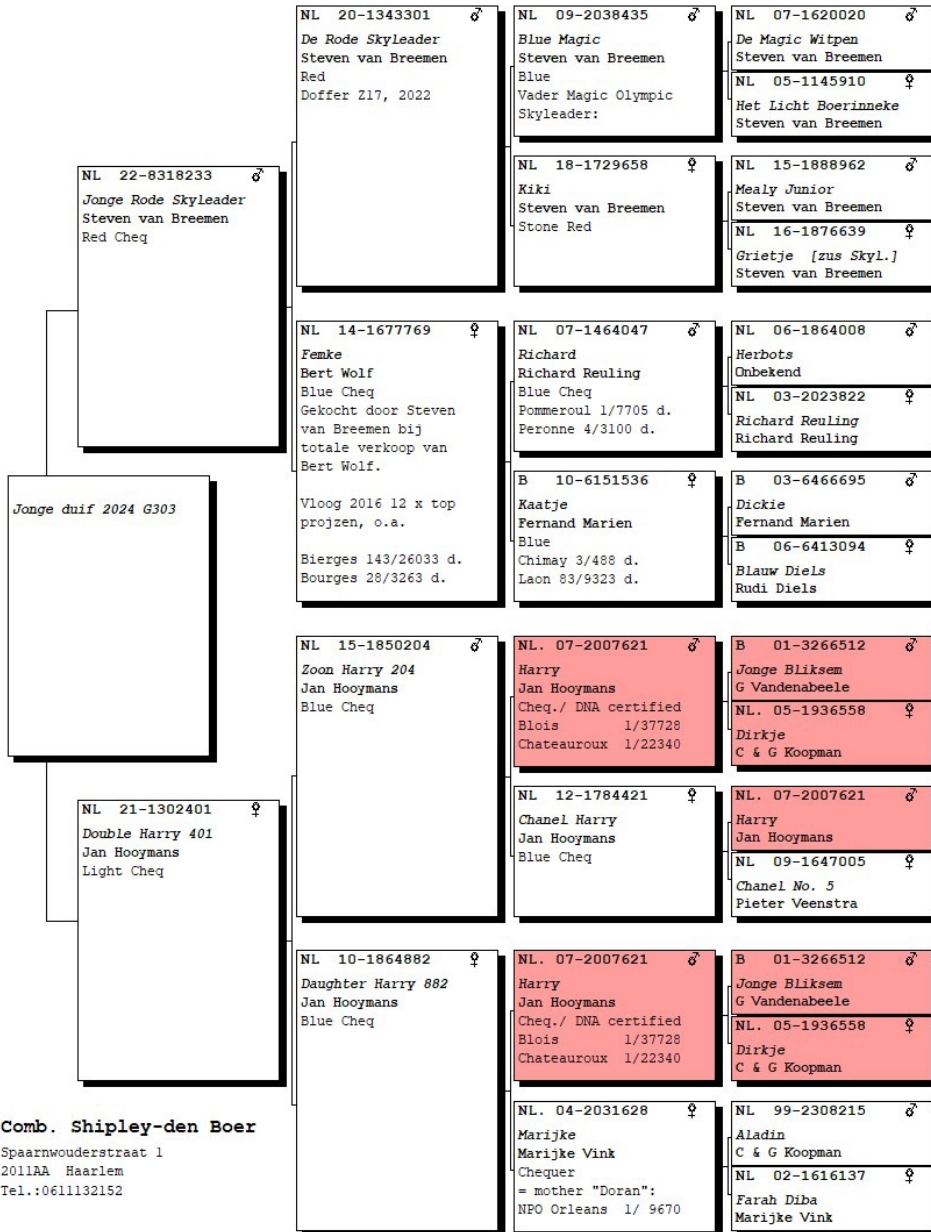 Jonge duif 2024 G303
NL 22-8318233 ♂
Jonge Rode Skyleader
Steven van Breemen
Red Cheq
NL 21-1302401 ♀
Double Harry 401
Jan Hooymans
Light Cheq
NL 20-1343301 ♂
De Rode Skyleader
Steven van Breemen
Red
Doffer Z17, 2022
NL 14-1677769 ♀
Femke
Bert Wolf
Blue Cheq
Gekocht door Steven
van Breemen bij
totale verkoop van
Bert Wolf.
Vloog 2016 12 x top
projzen, o.a.
Bierges 143/26033 d.
Bourges 28/3263 d.
NL 15-1850204 ♂
Zoon Harry 204
Jan Hooymans
Blue Cheq
NL 10-1864882 ♀
Daughter Harry 882
Jan Hooymans
Blue Cheq
NL 09-2038435 ♂
Blue Magic
Steven van Breemen
Blue
Vader Magic Olympic
Skyleader:
NL 18-1729658 ♀
Kiki
Steven van Breemen
Stone Red
NL 07-1464047 ♂
Richard
Richard Reuling
Blue Cheq
Pommeroul 1/7705 d.
Peronne 4/3100 d.
B 10-6151536 ♀
Kaatje
Fernand Marien
Blue
Chimay 3/488 d.
Laon 83/9323 d.
NL. 07-2007621 ♂
Harry
Jan Hooymans
Cheq./ DNA certified
Blois 1/37728
Chateauroux 1/22340
NL 12-1784421 ♀
Chanel Harry
Jan Hooymans
Blue Cheq
NL. 07-2007621 ♂
Harry
Jan Hooymans
Cheq./ DNA certified
Blois 1/37728
Chateauroux 1/22340
NL. 04-2031628 ♀
Marijke
Marijke Vink
Chequer
= mother "Doran":
NPO Orleans 1/ 9670
NL 07-1620020 ♂
De Magic Witpen
Steven van Breemen
NL 05-1145910 ♀
Het Licht Boerinneke
Steven van Breemen
NL 15-1888962 ♂
Mealy Junior
Steven van Breemen
NL 16-1876639 ♀
Grietje [zus Skyl.]
Steven van Breemen
NL 06-1864008 ♂
Herbots
Onbekend
NL 03-2023822 ♀
Richard Reuling
Richard Reuling
B 03-6466695 ♂
Dickie
Fernand Marien
B 06-6413094 ♀
Blauw Diels
Rudi Diels
B 01-3266512 ♂
Jonge Bliksem
G Vandenabeele
NL. 05-1936558 ♀
Dirkje
C & G Koopman
NL. 07-2007621 ♂
Harry
Jan Hooymans
NL 09-1647005 ♀
Chanel No. 5
Pieter Veenstra
B 01-3266512 ♂
Jonge Bliksem
G Vandenabeele
NL. 05-1936558 ♀
Dirkje
C & G Koopman
NL 99-2308215 ♂
Aladin
C & G Koopman
NL 02-1616137 ♀
Farah Diba
Marijke Vink
Comb. Shipley-den Boer
Spaarnwouderstraat 1
2011AA Haarlem
Tel.:0611132152